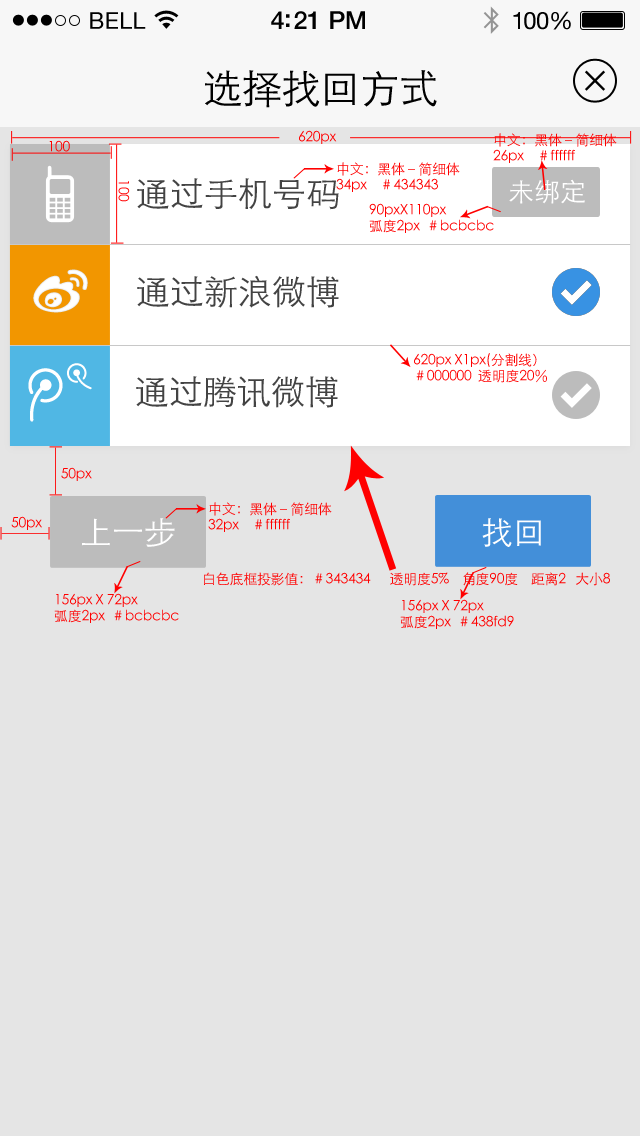 BELL 4:21 PM 100%
选择找回方式
620px
中文：黑体－简细体
26px #ffffff
100
100
中文：黑体－简细体
34px #434343
通过手机号码
未绑定
90pxX110px
弧度2px #bcbcbc
通过新浪微博
620px X1px(分割线)
#000000 透明度20%
通过腾讯微博
50px
50px
中文：黑体－简细体
32px #ffffff
上一步
找回
白色底框投影值：#343434 透明度5% 角度90度 距离2 大小8
156px X 72px
弧度2px #bcbcbc
156px X 72px
弧度2px #438fd9